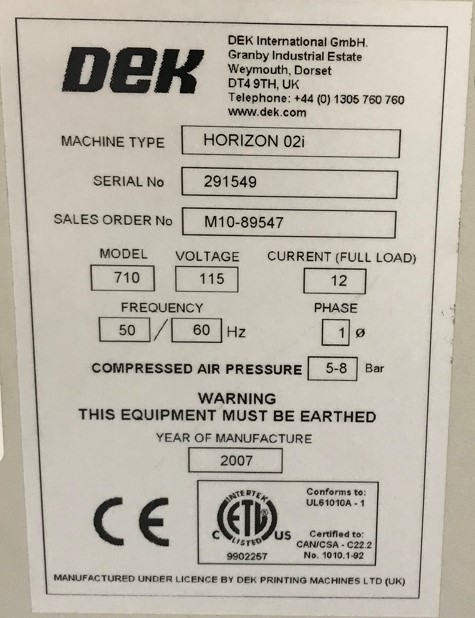 DEK
DEK International GmbH.
Granby Industrial Estate
Weymouth, Dorset
DT4 9TH, UK
Telephone: +44 (0) 1305 760 760
www.dek.com
MACHINE TYPE HORIZON 02i
SERIAL No 291549
SALES ORDER No M10-89547
MODEL VOLTAGE CURRENT (FULL LOAD)
710 115 12
FREQUENCY PHASE
50 / 60 Hz 1 ø
COMPRESSED AIR PRESSURE 5-8 Bar
WARNING
THIS EQUIPMENT MUST BE EARTHED
YEAR OF MANUFACTURE
2007
CE
INTERTEK
ETL
LISTED
C US
9902257
Conforms to:
UL61010A - 1
Certified to:
CAN/CSA - C22.2
No. 1010.1-92
MANUFACTURED UNDER LICENCE BY DEK PRINTING MACHINES LTD (UK)